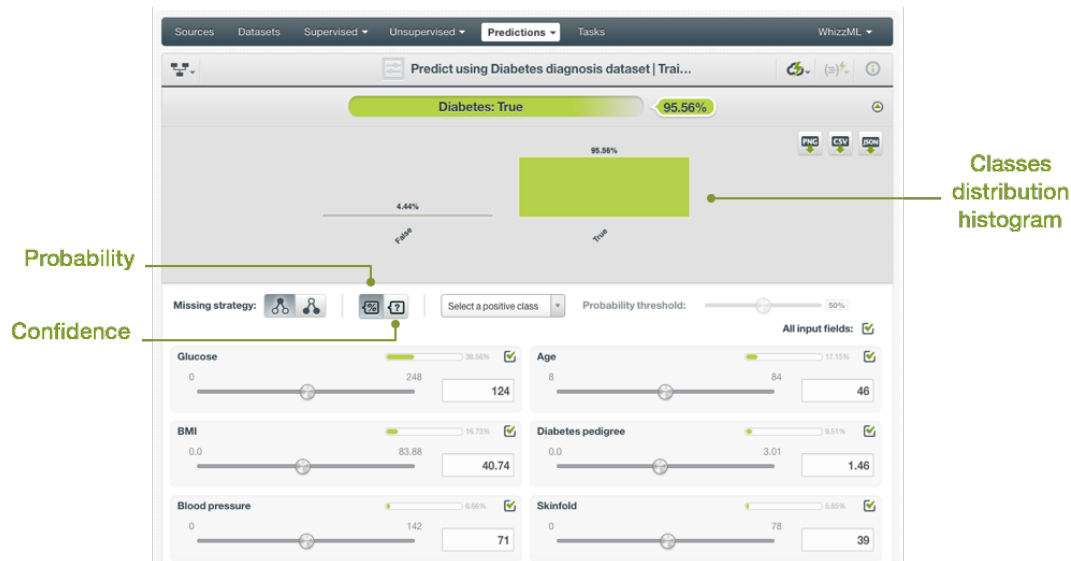 Sources Datasets Supervised Unsupervised Predictions Tasks WhizzML
Predict using Diabetes diagnosis dataset | Trai...
Diabetes: True 95.56%
PNG CSV JSON
95.56%
4.44%
False True
Classes
distribution
histogram
Probability
Confidence
Missing strategy: % ? Select a positive class Probability threshold: 50%
All input fields:
Glucose 38.56% Age 17.15%
0 248 8 84
124 46
BMI 16.73% Diabetes pedigree 9.51%
0.0 83.88 0.0 3.01
40.74 1.46
Blood pressure 6.66% Skinfold 5.85%
0 142 0 78
71 39